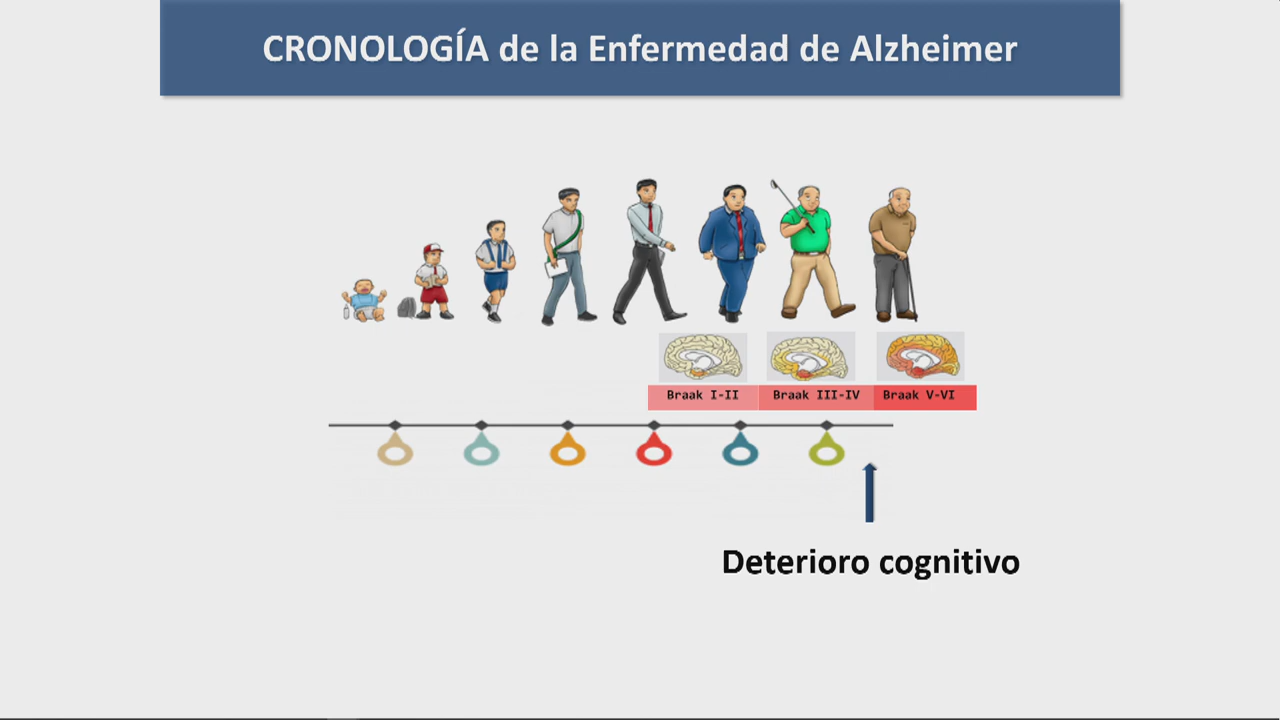 CRONOLOGÍA de la Enfermedad de Alzheimer
Braak I-II
Braak III-IV
Braak V-VI
Deterioro cognitivo